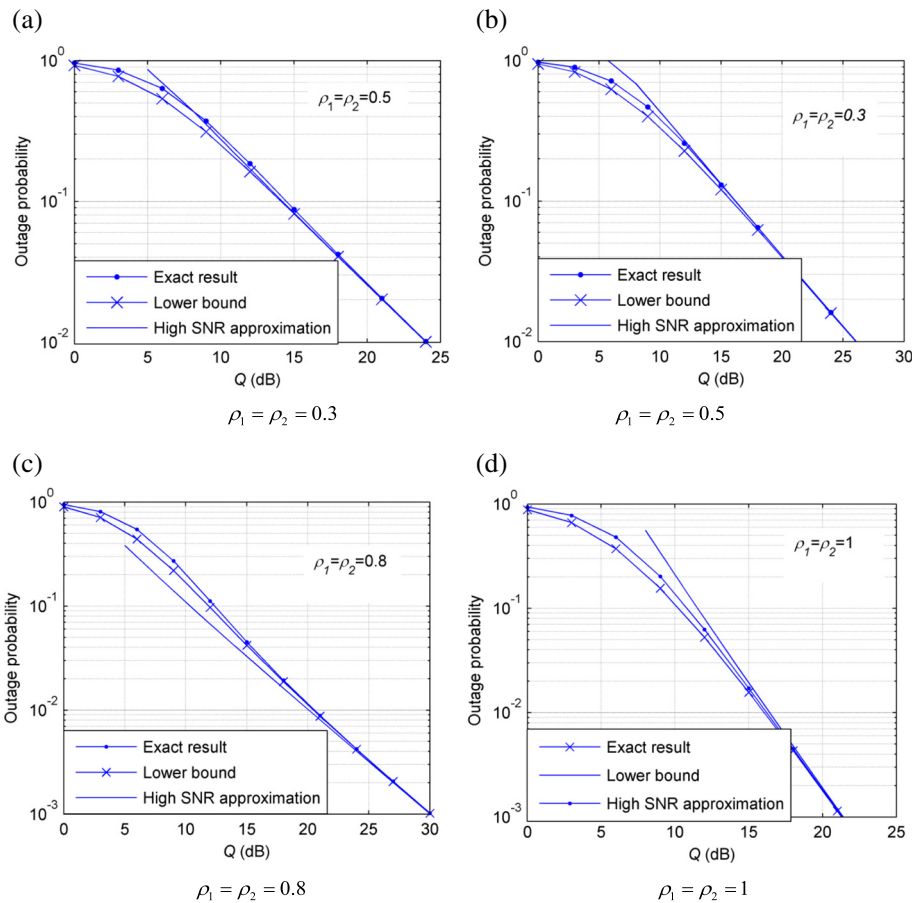 (a)
10^0
10^-1
10^-2
Outage probability
ρ1=ρ2=0.5
Exact result
Lower bound
High SNR approximation
0 5 10 15 20 25
Q (dB)
ρ1 = ρ2 = 0.3
(b)
10^0
10^-1
10^-2
Outage probability
ρ1=ρ2=0.3
Exact result
Lower bound
High SNR approximation
0 5 10 15 20 25 30
Q (dB)
ρ1 = ρ2 = 0.5
(c)
10^0
10^-1
10^-2
10^-3
Outage probability
ρ1=ρ2=0.8
Exact result
Lower bound
High SNR approximation
0 5 10 15 20 25 30
Q (dB)
ρ1 = ρ2 = 0.8
(d)
10^0
10^-1
10^-2
10^-3
Outage probability
ρ1=ρ2=1
Exact result
Lower bound
High SNR approximation
0 5 10 15 20 25
Q (dB)
ρ1 = ρ2 = 1